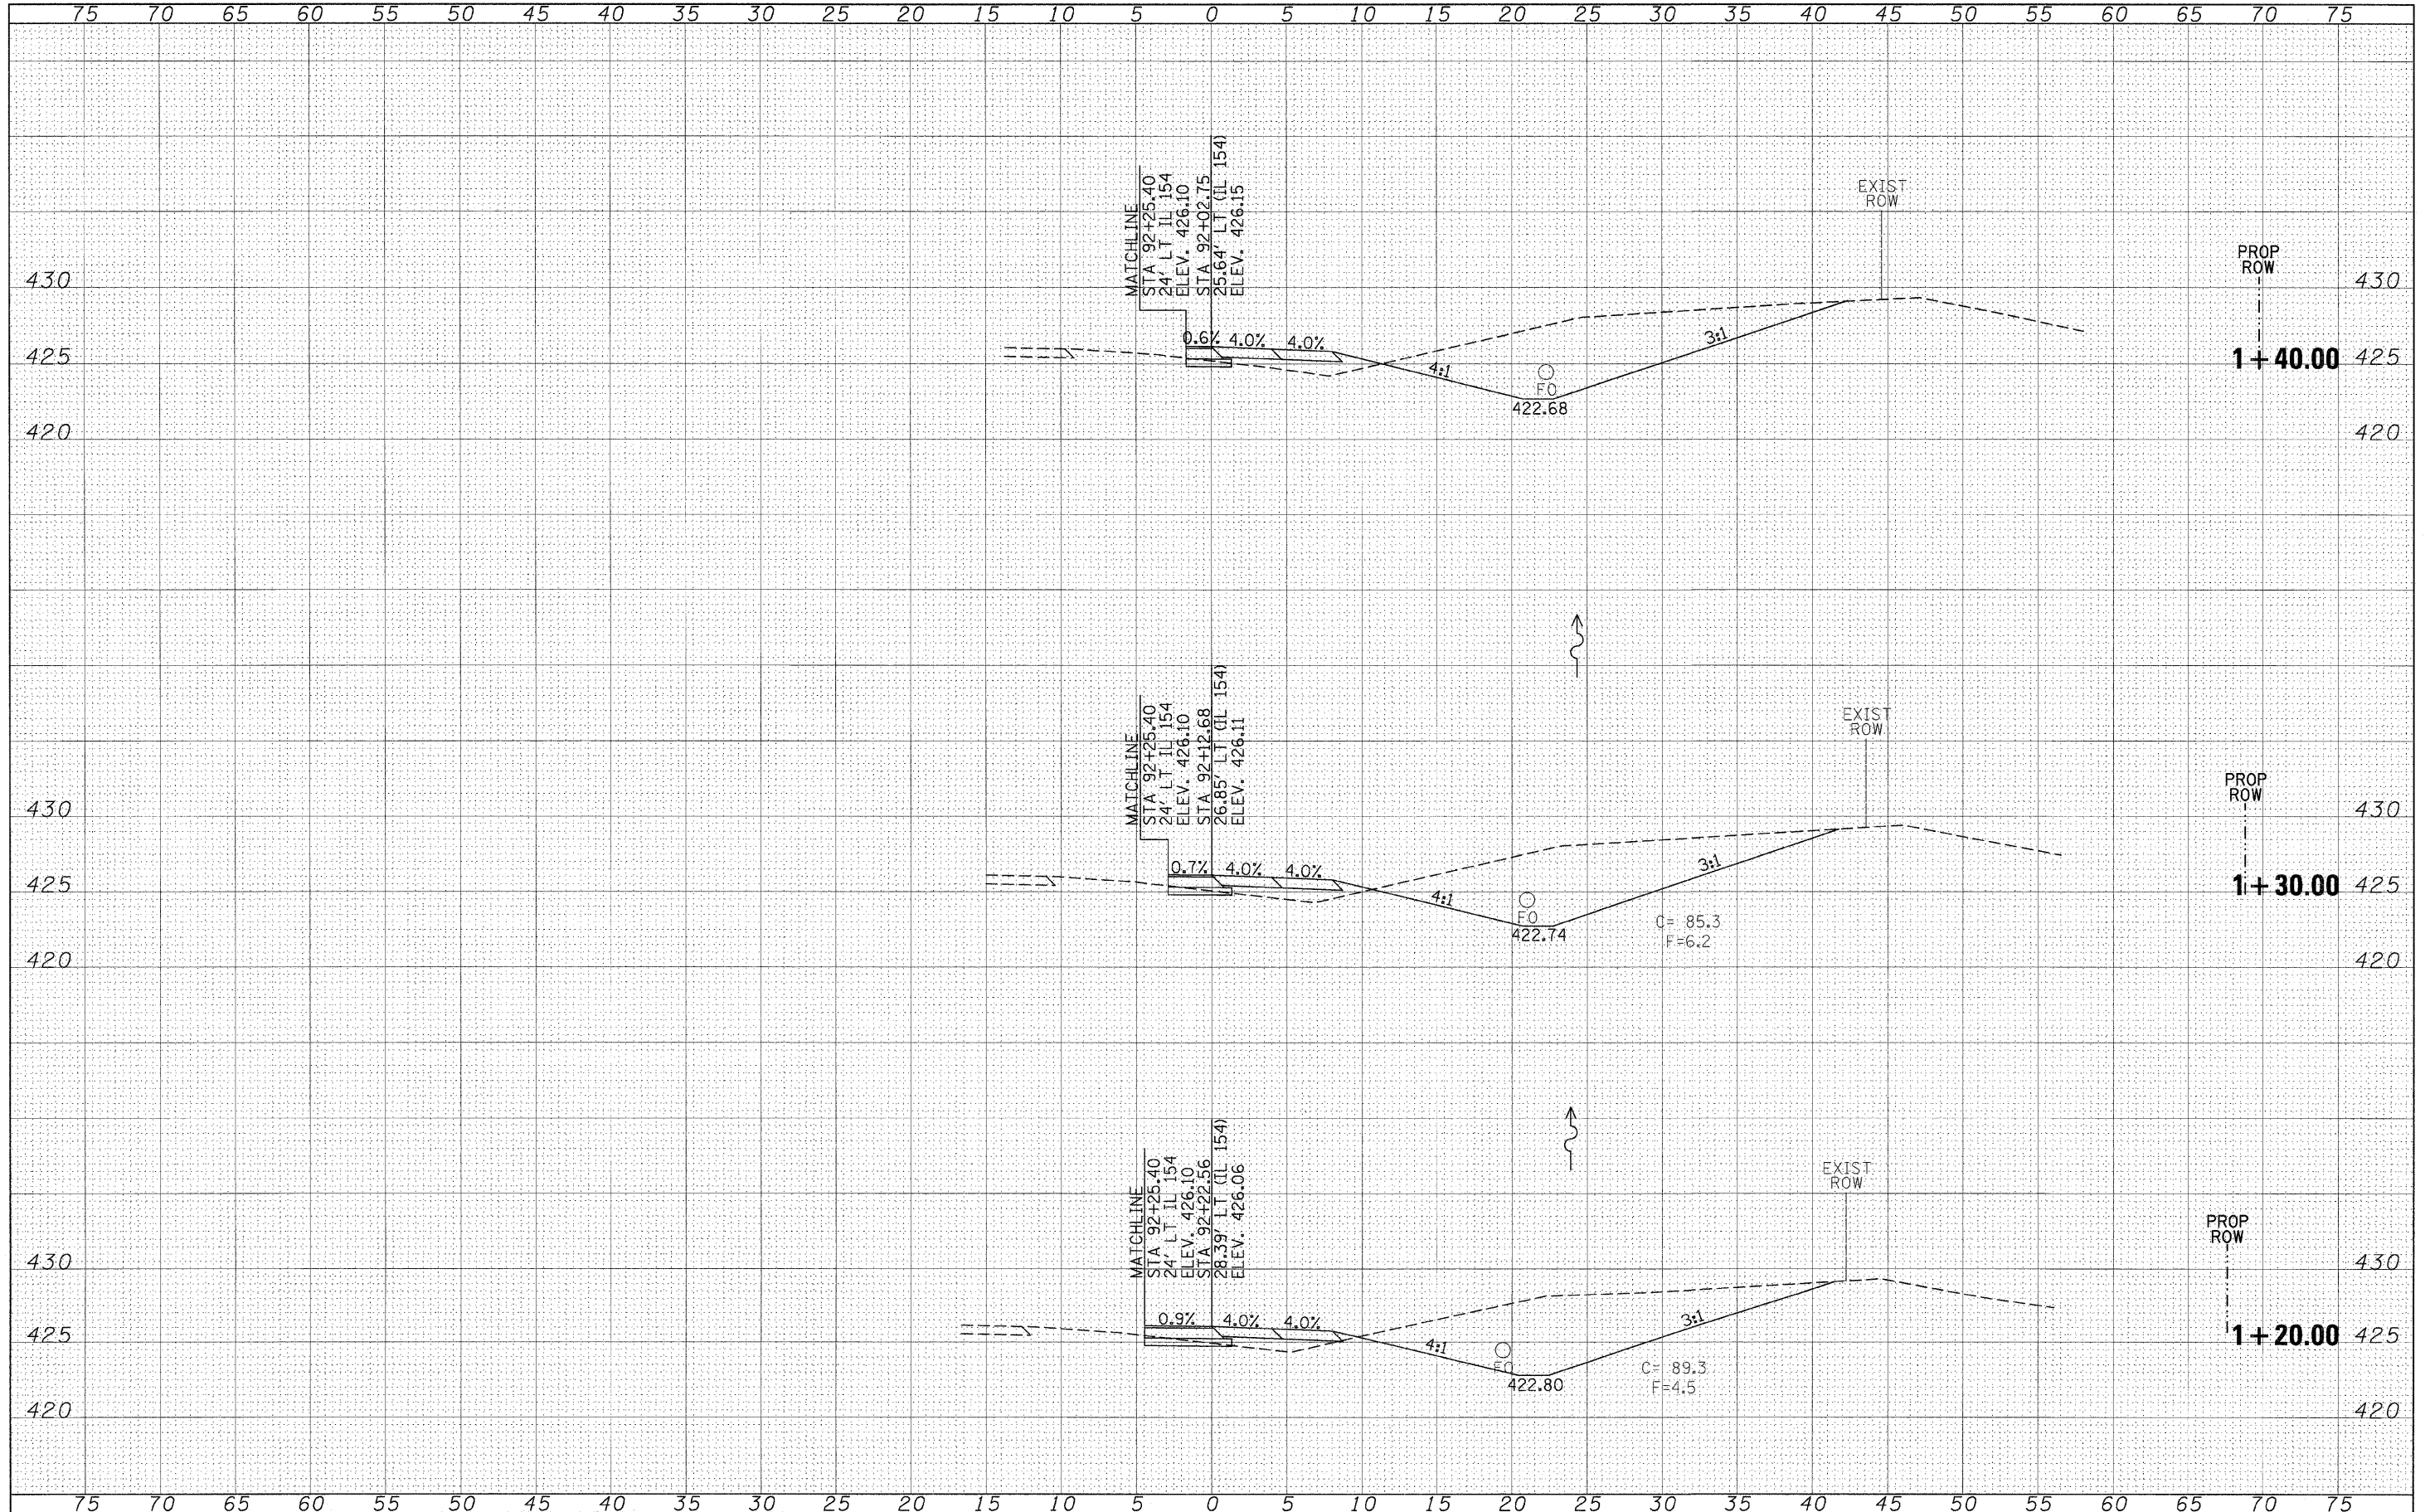 75 70 65 60 55 50 45 40 35 30 25 20 15 10 5 0 5 10 15 20 25 30 35 40 45 50 55 60 65 70 75
MATCHLINE
STA 92+25.40
24' LT IL 154
ELEV. 426.10
STA 92+02.75
25.64' LT (IL 154)
ELEV. 426.15
EXIST
ROW
PROP
ROW
430 430
0.6% 4.0% 4.0%
3:1
425 1+40.00 425
4:1
FO
422.68
420 420
MATCHLINE
STA 92+25.40
24' LT IL 154
ELEV. 426.10
STA 92+12.68
26.85' LT (IL 154)
ELEV. 426.11
EXIST
ROW
PROP
ROW
430 430
0.7% 4.0% 4.0%
3:1
425 1+30.00 425
4:1
FO
422.74
C= 85.3
F=6.2
420 420
MATCHLINE
STA 92+25.40
24' LT IL 154
ELEV. 426.10
STA 92+22.56
28.39' LT (IL 154)
ELEV. 426.06
EXIST
ROW
PROP
ROW
430 430
0.9% 4.0% 4.0%
3:1
425 1+20.00 425
4:1
FO
422.80
C= 89.3
F=4.5
420 420
75 70 65 60 55 50 45 40 35 30 25 20 15 10 5 0 5 10 15 20 25 30 35 40 45 50 55 60 65 70 75